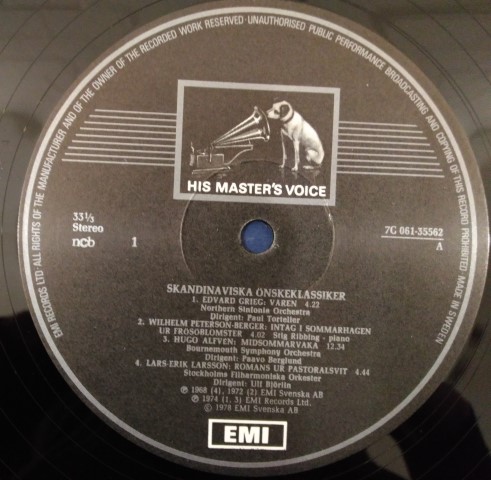 EMI RECORDS LTD·ALL RIGHTS OF THE MANUFACTURER AND OF THE OWNER OF THE RECORDED WORK RESERVED·UNAUTHORISED PUBLIC PERFORMANCE BROADCASTING AND COPYING OF THIS RECORD PROHIBITED. MADE IN SWEDEN
HIS MASTER'S VOICE
33 1/3
Stereo
ncb 1
7C 061-35562
A
SKANDINAVISKA ÖNSKEKLASSIKER
1. EDVARD GRIEG: VÅREN 4.22
Northern Sinfonia Orchestra
Dirigent: Paul Tortelier
2. WILHELM PETERSON-BERGER: INTÅG I SOMMARHAGEN
UR FRÖSÖBLOMSTER 4.02 Stig Ribbing - piano
3. HUGO ALFVÉN: MIDSOMMARVAKA 12.34
Bournemouth Symphony Orchestra
Dirigent: Paavo Berglund
4. LARS-ERIK LARSSON: ROMANS UR PASTORALSVIT 4.44
Stockholms Filharmoniska Orkester
Dirigent: Ulf Björlin
℗ 1968 (4), 1972 (2) EMI Svenska AB
℗ 1974 (1, 3) EMI Records Ltd.
© 1978 EMI Svenska AB
EMI